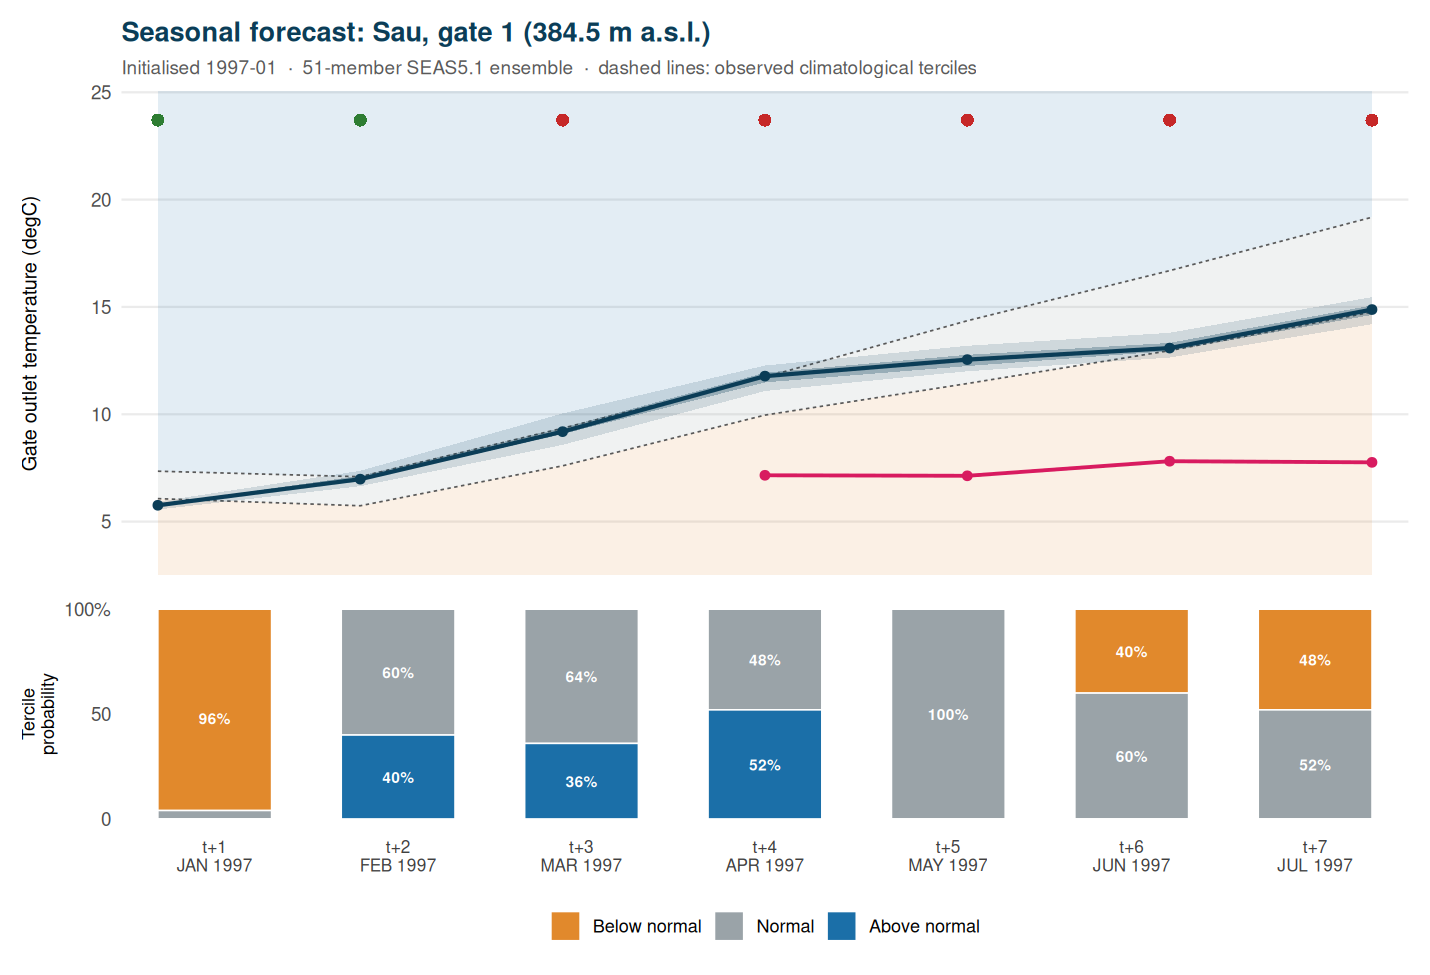 Seasonal forecast: Sau, gate 1 (384.5 m a.s.l.)
Initialised 1997-01 · 51-member SEAS5.1 ensemble · dashed lines: observed climatological terciles
Gate outlet temperature (degC)
25
20
15
10
5
Tercile
probability
100%
50
0
96%
60%
40%
64%
36%
48%
52%
100%
40%
60%
48%
52%
t+1
JAN 1997
t+2
FEB 1997
t+3
MAR 1997
t+4
APR 1997
t+5
MAY 1997
t+6
JUN 1997
t+7
JUL 1997
Below normal
Normal
Above normal